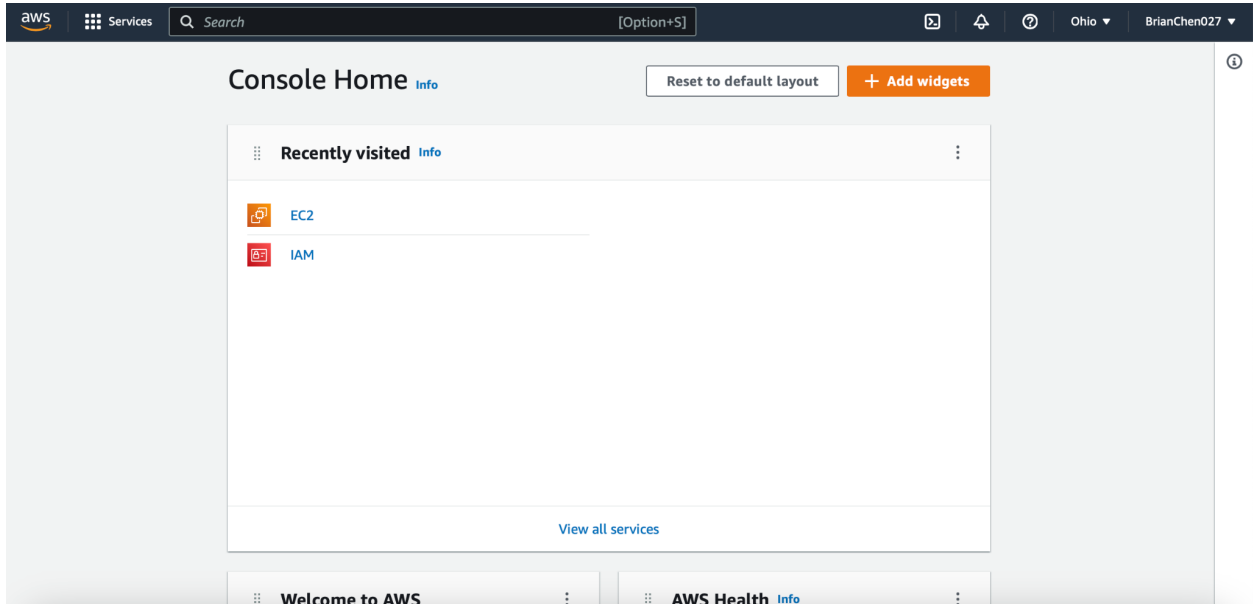 aws Services Search [Option+S] Ohio ▼ BrianChen027 ▼
Console Home Info Reset to default layout + Add widgets
Recently visited Info
EC2
IAM
View all services
Welcome to AWS AWS Health Info